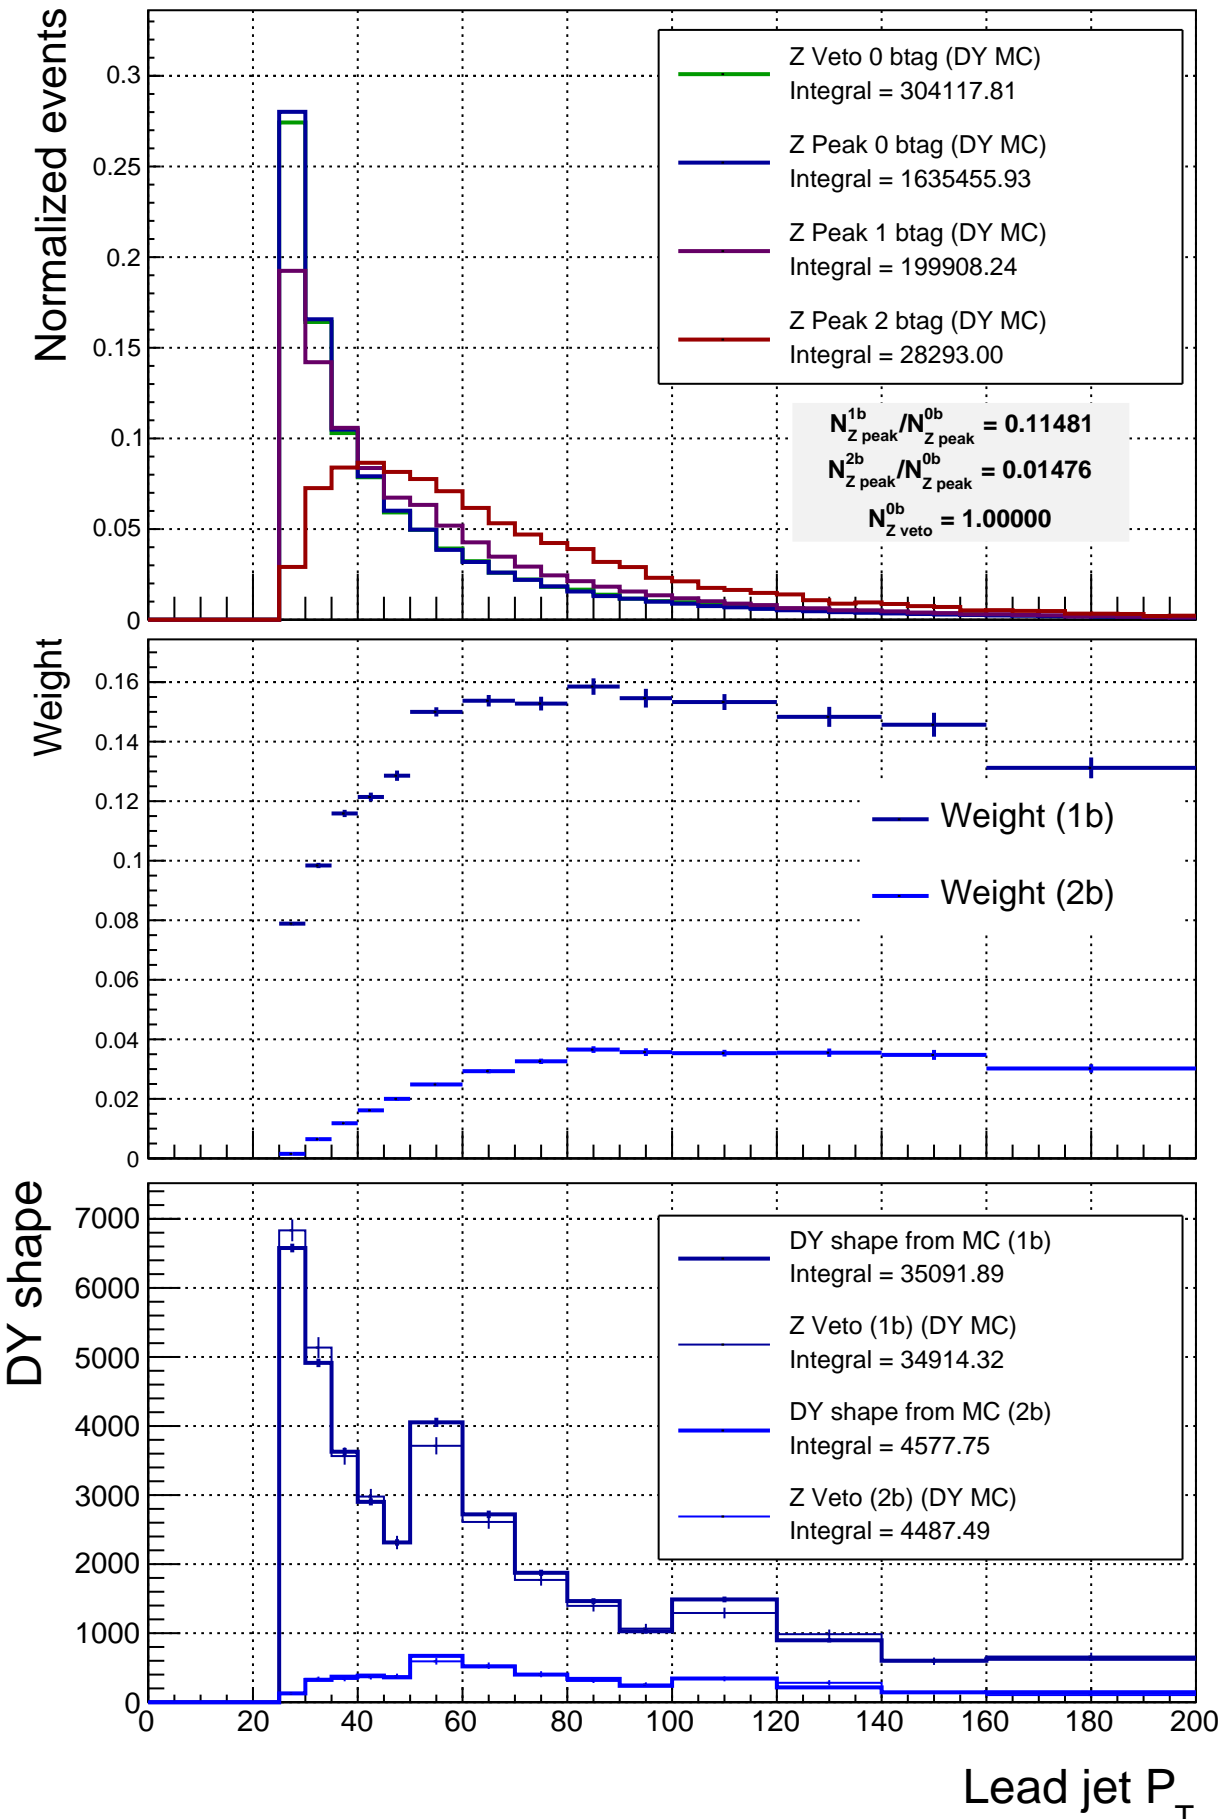 Normalized events
0.3
0.25
0.2
0.15
0.1
0.05
0
Z Veto 0 btag (DY MC)
Integral = 304117.81
Z Peak 0 btag (DY MC)
Integral = 1635455.93
Z Peak 1 btag (DY MC)
Integral = 199908.24
Z Peak 2 btag (DY MC)
Integral = 28293.00
N^{1b}_{Z peak}/N^{0b}_{Z peak} = 0.11481
N^{2b}_{Z peak}/N^{0b}_{Z peak} = 0.01476
N^{0b}_{Z veto} = 1.00000
Weight
0.16
0.14
0.12
0.1
0.08
0.06
0.04
0.02
0
Weight (1b)
Weight (2b)
DY shape
7000
6000
5000
4000
3000
2000
1000
0
DY shape from MC (1b)
Integral = 35091.89
Z Veto (1b) (DY MC)
Integral = 34914.32
DY shape from MC (2b)
Integral = 4577.75
Z Veto (2b) (DY MC)
Integral = 4487.49
0 20 40 60 80 100 120 140 160 180 200
Lead jet P_T